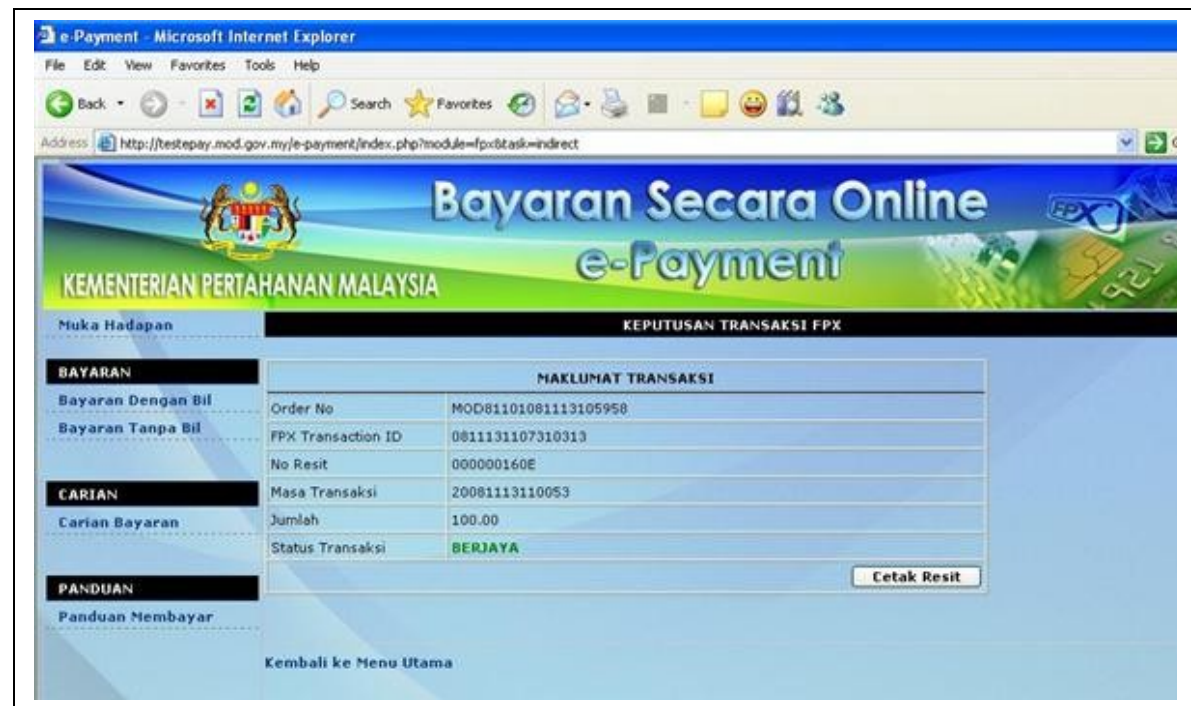 e-Payment - Microsoft Internet Explorer
File Edit View Favorites Tools Help
Back Search Favorites
Address http://testepay.mod.gov.my/e-payment/index.php?module=fpx&task=indirect
Bayaran Secara Online
FPX
e-Payment
KEMENTERIAN PERTAHANAN MALAYSIA
Muka Hadapan
KEPUTUSAN TRANSAKSI FPX
BAYARAN
Bayaran Dengan Bil
Bayaran Tanpa Bil
CARIAN
Carian Bayaran
PANDUAN
Panduan Membayar
MAKLUMAT TRANSAKSI
Order No MOD81101081113105958
FPX Transaction ID 0811131107310313
No Resit 000000160E
Masa Transaksi 20081113110053
Jumlah 100.00
Status Transaksi BERJAYA
Cetak Resit
Kembali ke Menu Utama